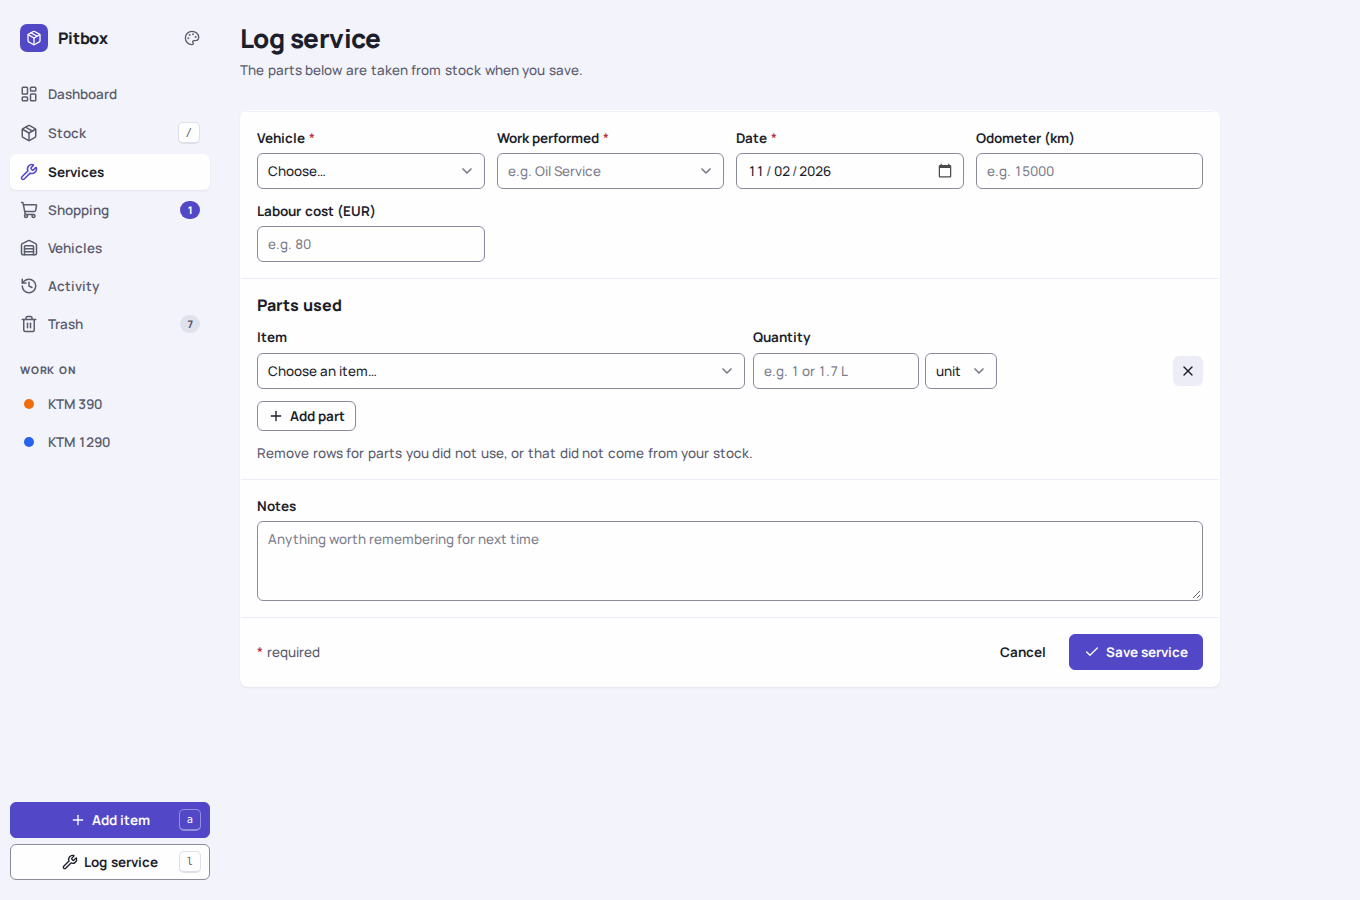 Pitbox
Dashboard
Stock /
Services
Shopping 1
Vehicles
Activity
Trash 7
WORK ON
KTM 390
KTM 1290
Add item a
Log service l
Log service
The parts below are taken from stock when you save.
Vehicle * Work performed * Date * Odometer (km)
Choose... e.g. Oil Service 11 / 02 / 2026 e.g. 15000
Labour cost (EUR)
e.g. 80
Parts used
Item Quantity
Choose an item... e.g. 1 or 1.7 L unit
Add part
Remove rows for parts you did not use, or that did not come from your stock.
Notes
Anything worth remembering for next time
* required Cancel Save service